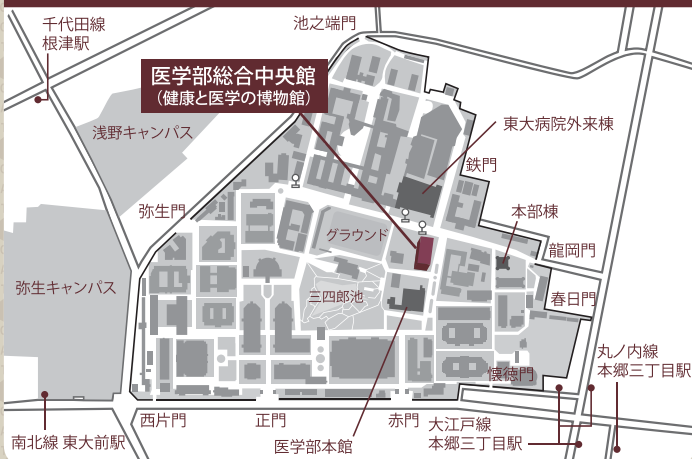 千代田線
根津駅
池之端門
医学部総合中央館
（健康と医学の博物館）
浅野キャンパス
東大病院外来棟
鉄門
弥生門
本部棟
グラウンド
龍岡門
弥生キャンパス
三四郎池
春日門
丸ノ内線
本郷三丁目駅
懐徳門
西片門
正門
赤門
大江戸線
本郷三丁目駅
南北線 東大前駅
医学部本館